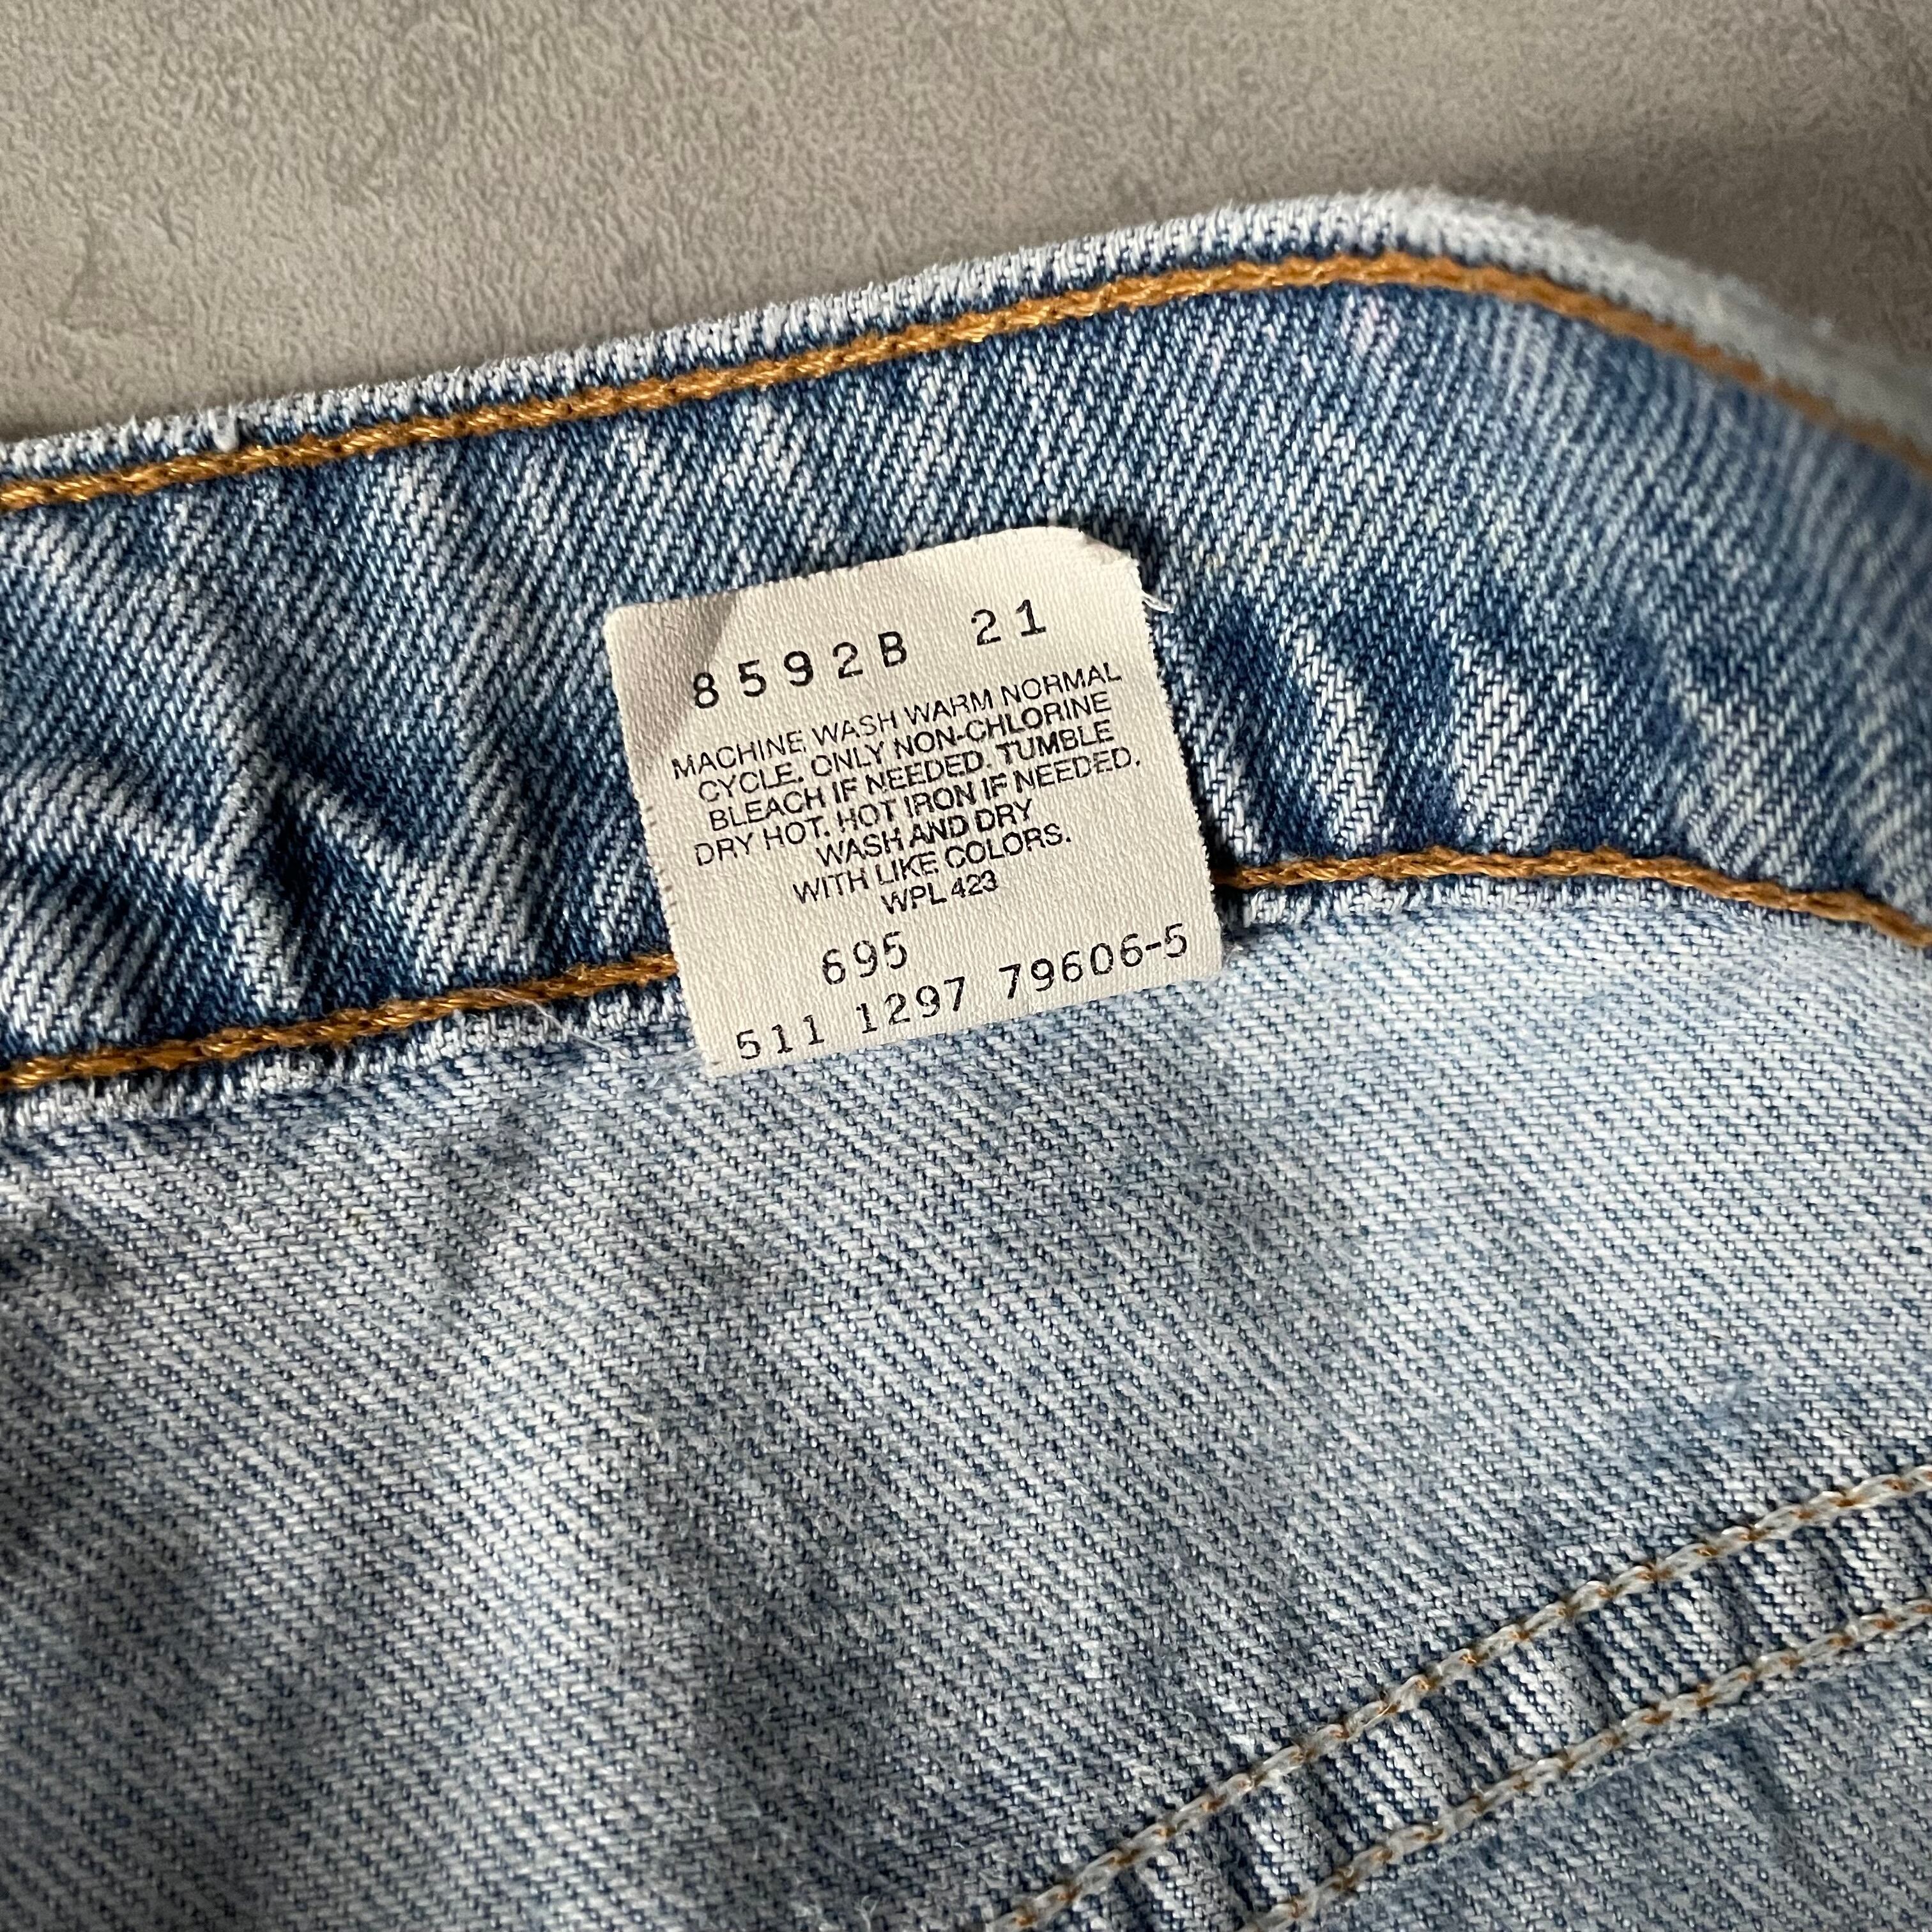 8592B 21
MACHINE WASH WARM NORMAL
CYCLE. ONLY NON-CHLORINE
BLEACH IF NEEDED. TUMBLE
DRY HOT. HOT IRON IF NEEDED.
WASH AND DRY
WITH LIKE COLORS.
WPL 423
695
511 1297 79606-5